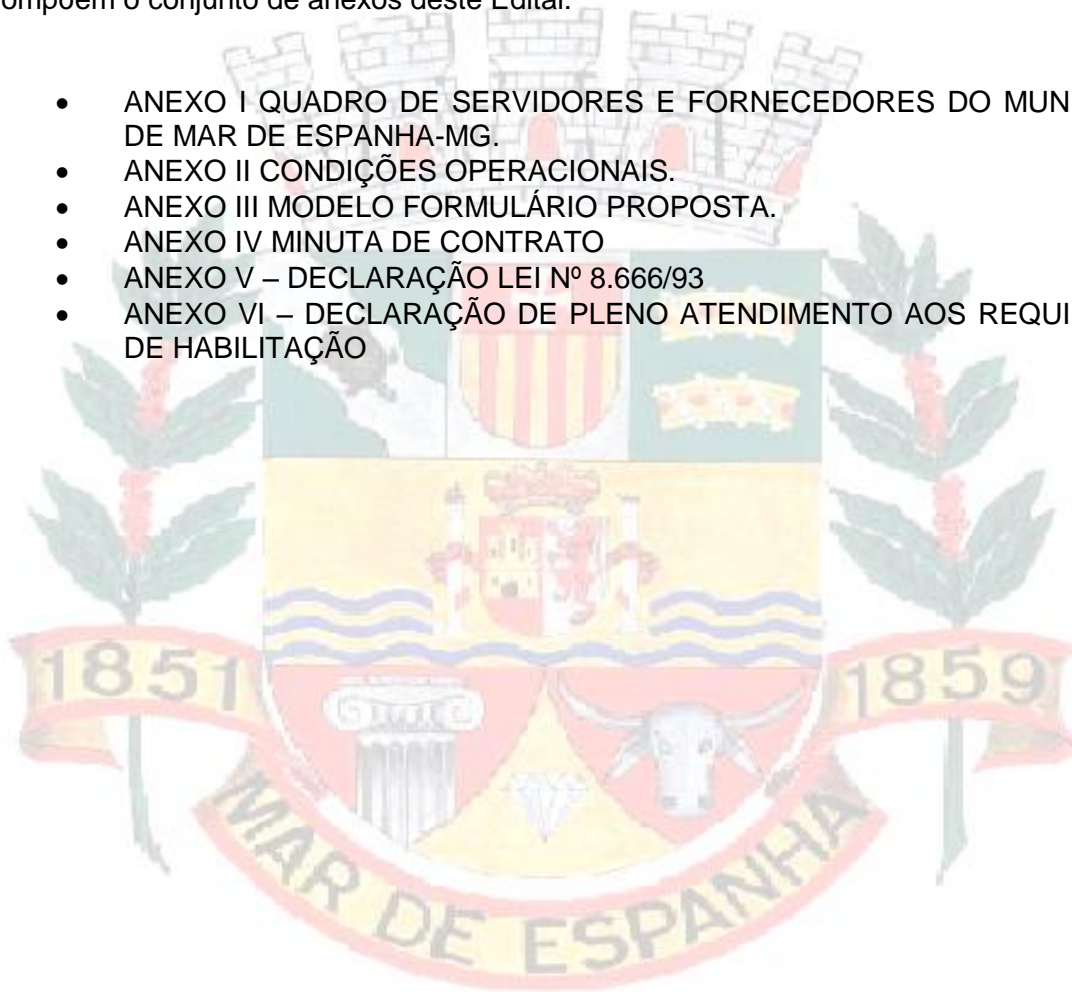 ompõem o conjunto de anexos deste Edital.
• ANEXO I QUADRO DE SERVIDORES E FORNECEDORES DO MUN
DE MAR DE ESPANHA-MG.
• ANEXO II CONDIÇÕES OPERACIONAIS.
• ANEXO III MODELO FORMULÁRIO PROPOSTA.
• ANEXO IV MINUTA DE CONTRATO
• ANEXO V – DECLARAÇÃO LEI Nº 8.666/93
• ANEXO VI – DECLARAÇÃO DE PLENO ATENDIMENTO AOS REQUI
DE HABILITAÇÃO
1851
1859
MAR DE ESPANHA